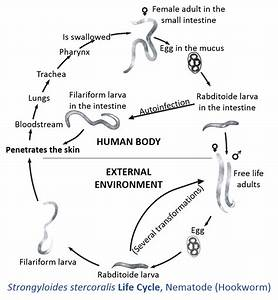 ♀ Female adult in the
small intestine
Is swallowed
Pharynx
Egg in the mucus
Trachea
Lungs
Filariform larva
in the intestine
Autoinfection
Rabditoide larva
in the intestine
Bloodstream
Penetrates the skin
HUMAN BODY
EXTERNAL
ENVIRONMENT
♀ ♂
Free life
adults
(Several transformations)
Egg
Filariform larva
Rabditoide larva
Strongyloides stercoralis Life Cycle, Nematode (Hookworm)